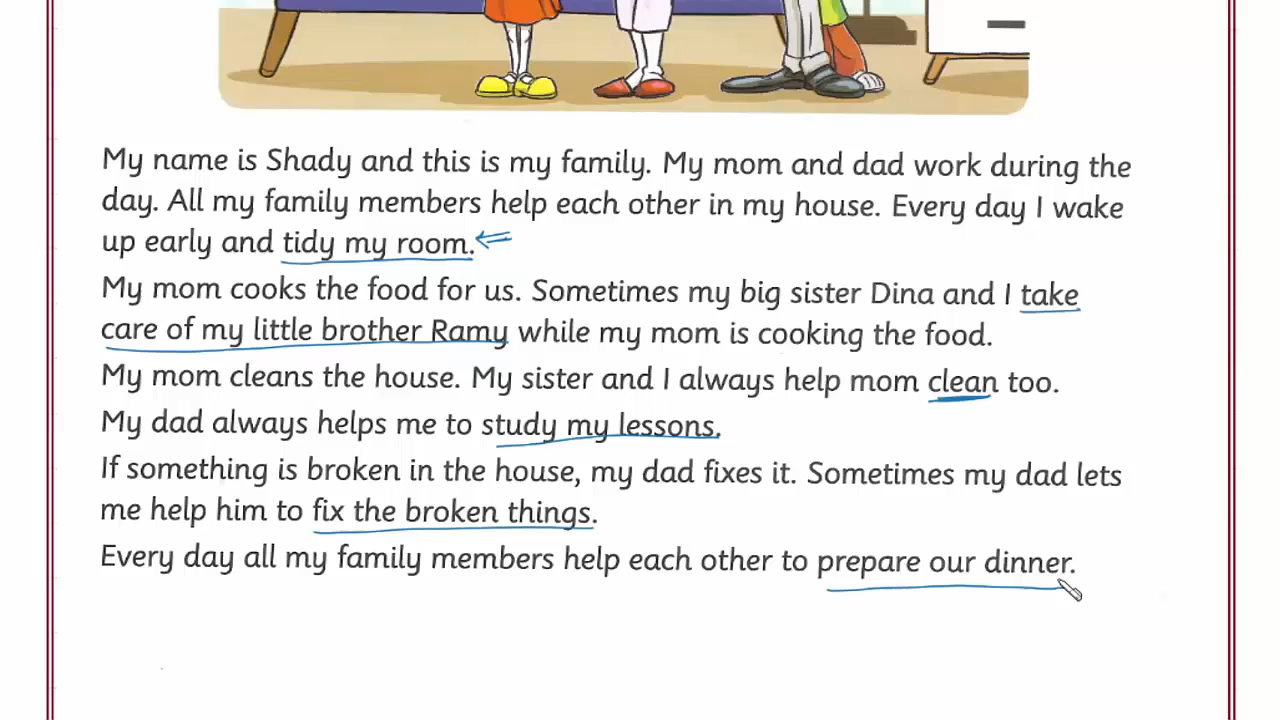 My name is Shady and this is my family. My mom and dad work during the
day. All my family members help each other in my house. Every day I wake
up early and tidy my room.
My mom cooks the food for us. Sometimes my big sister Dina and I take
care of my little brother Ramy while my mom is cooking the food.
My mom cleans the house. My sister and I always help mom clean too.
My dad always helps me to study my lessons.
If something is broken in the house, my dad fixes it. Sometimes my dad lets
me help him to fix the broken things.
Every day all my family members help each other to prepare our dinner.